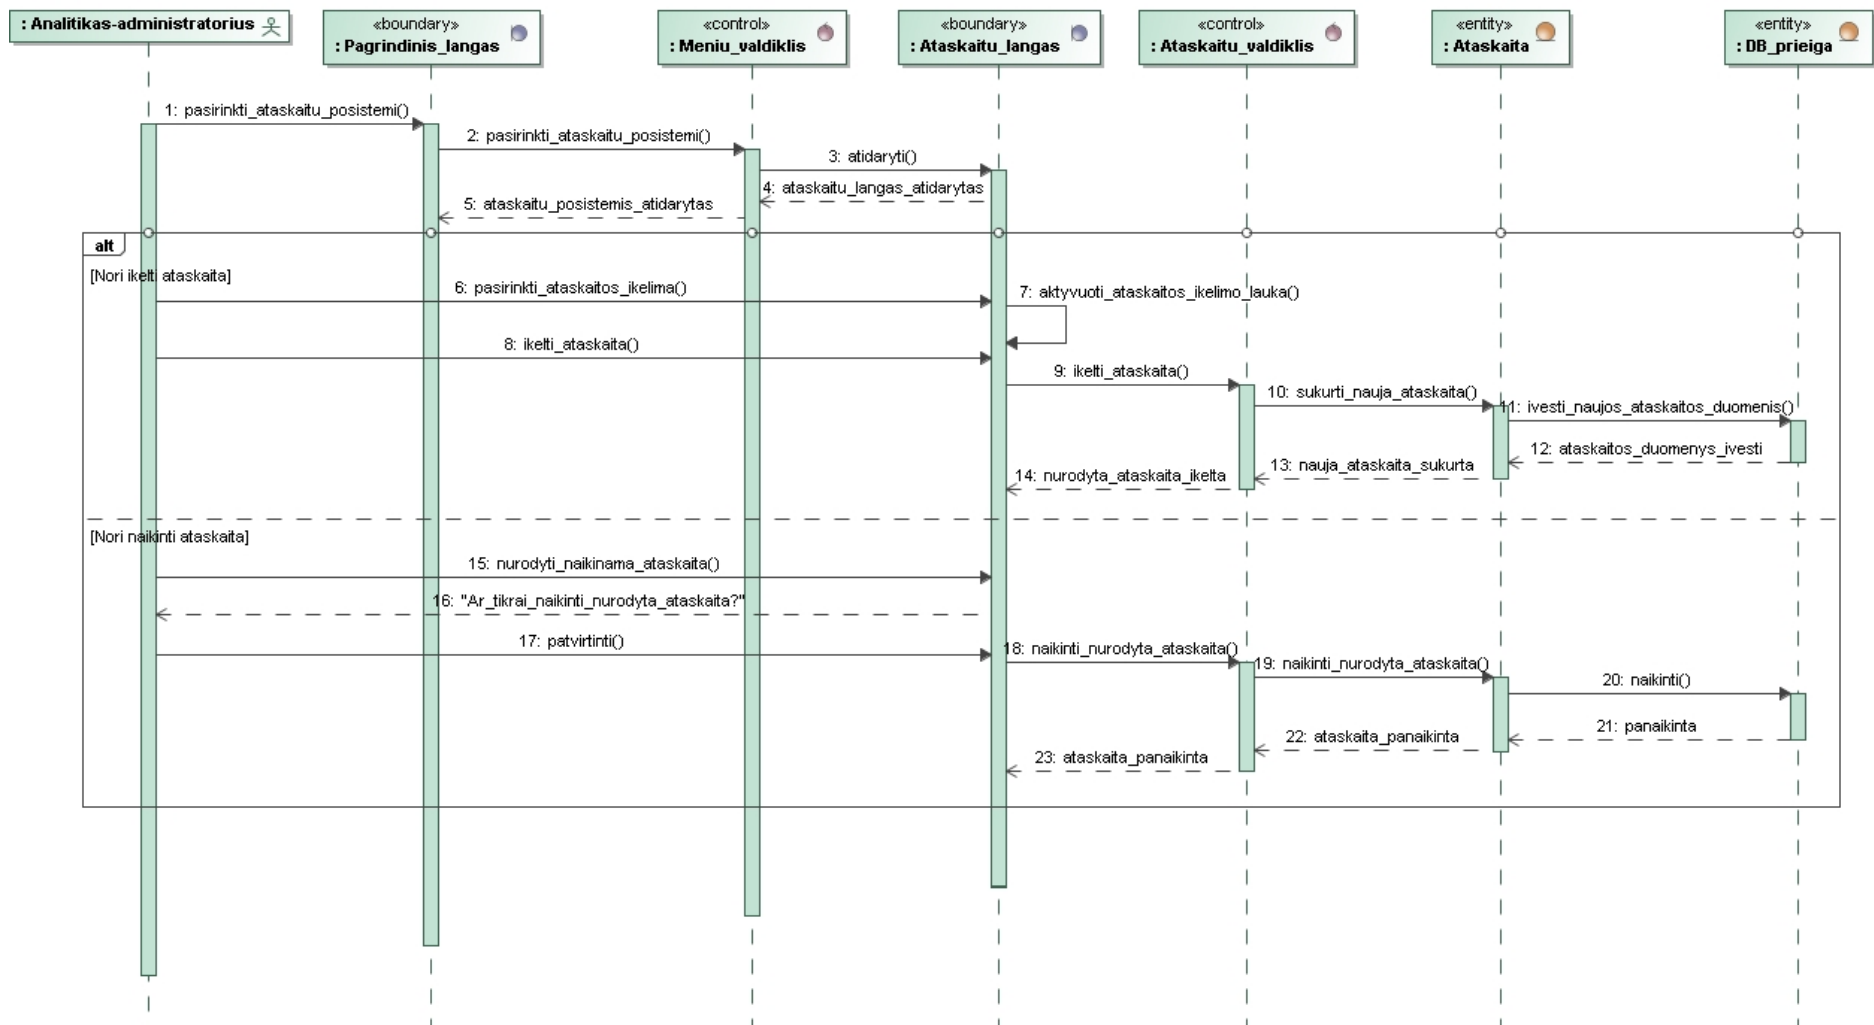 : Analitikas-administratorius
«boundary»
: Pagrindinis_langas
«control»
: Meniu_valdiklis
«boundary»
: Ataskaitu_langas
«control»
: Ataskaitu_valdiklis
«entity»
: Ataskaita
«entity»
: DB_prieiga
1: pasirinkti_ataskaitu_posistemi()
2: pasirinkti_ataskaitu_posistemi()
3: atidaryti()
4: ataskaitu_langas_atidarytas
5: ataskaitu_posistemis_atidarytas
alt
[Nori ikelti ataskaita]
6: pasirinkti_ataskaitos_ikelima()
7: aktyvuoti_ataskaitos_ikelimo_lauka()
8: ikelti_ataskaita()
9: ikelti_ataskaita()
10: sukurti_nauja_ataskaita()
11: ivesti_naujos_ataskaitos_duomenis()
12: ataskaitos_duomenys_ivesti
13: nauja_ataskaita_sukurta
14: nurodyta_ataskaita_ikelta
[Nori naikinti ataskaita]
15: nurodyti_naikinama_ataskaita()
16: "Ar_tikrai_naikinti_nurodyta_ataskaita?"
17: patvirtinti()
18: naikinti_nurodyta_ataskaita()
19: naikinti_nurodyta_ataskaita()
20: naikinti()
21: panaikinta
22: ataskaita_panaikinta
23: ataskaita_panaikinta